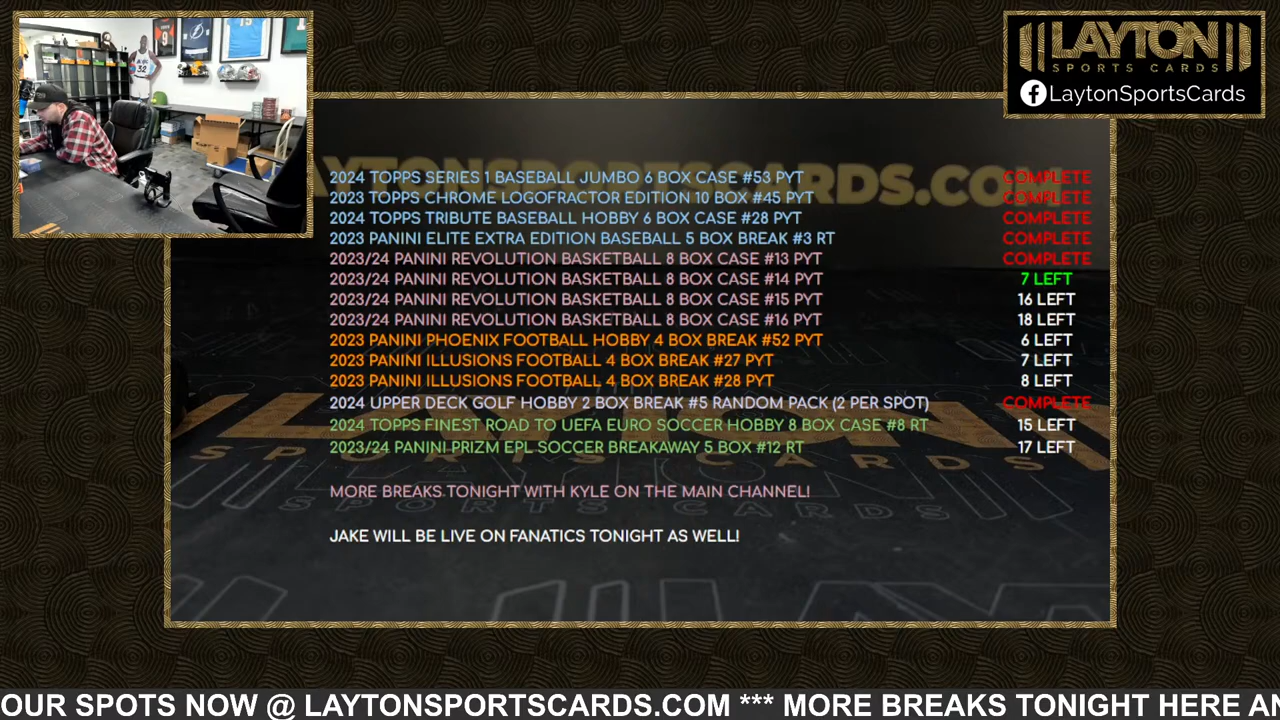 LAYTON
SPORTS CARDS
LaytonSportsCards
LAYTONSPORTSCARDS.CO
2024 TOPPS SERIES 1 BASEBALL JUMBO 6 BOX CASE #53 PYT COMPLETE
2023 TOPPS CHROME LOGOFRACTOR EDITION 10 BOX #45 PYT COMPLETE
2024 TOPPS TRIBUTE BASEBALL HOBBY 6 BOX CASE #28 PYT COMPLETE
2023 PANINI ELITE EXTRA EDITION BASEBALL 5 BOX BREAK #3 RT COMPLETE
2023/24 PANINI REVOLUTION BASKETBALL 8 BOX CASE #13 PYT COMPLETE
2023/24 PANINI REVOLUTION BASKETBALL 8 BOX CASE #14 PYT 7 LEFT
2023/24 PANINI REVOLUTION BASKETBALL 8 BOX CASE #15 PYT 16 LEFT
2023/24 PANINI REVOLUTION BASKETBALL 8 BOX CASE #16 PYT 18 LEFT
2023 PANINI PHOENIX FOOTBALL HOBBY 4 BOX BREAK #52 PYT 6 LEFT
2023 PANINI ILLUSIONS FOOTBALL 4 BOX BREAK #27 PYT 7 LEFT
2023 PANINI ILLUSIONS FOOTBALL 4 BOX BREAK #28 PYT 8 LEFT
2024 UPPER DECK GOLF HOBBY 2 BOX BREAK #5 RANDOM PACK (2 PER SPOT) COMPLETE
2024 TOPPS FINEST ROAD TO UEFA EURO SOCCER HOBBY 8 BOX CASE #8 RT 15 LEFT
2023/24 PANINI PRIZM EPL SOCCER BREAKAWAY 5 BOX #12 RT 17 LEFT
LAYTON
SPORTS CARDS
MORE BREAKS TONIGHT WITH KYLE ON THE MAIN CHANNEL!
JAKE WILL BE LIVE ON FANATICS TONIGHT AS WELL!
OUR SPOTS NOW @ LAYTONSPORTSCARDS.COM *** MORE BREAKS TONIGHT HERE AN